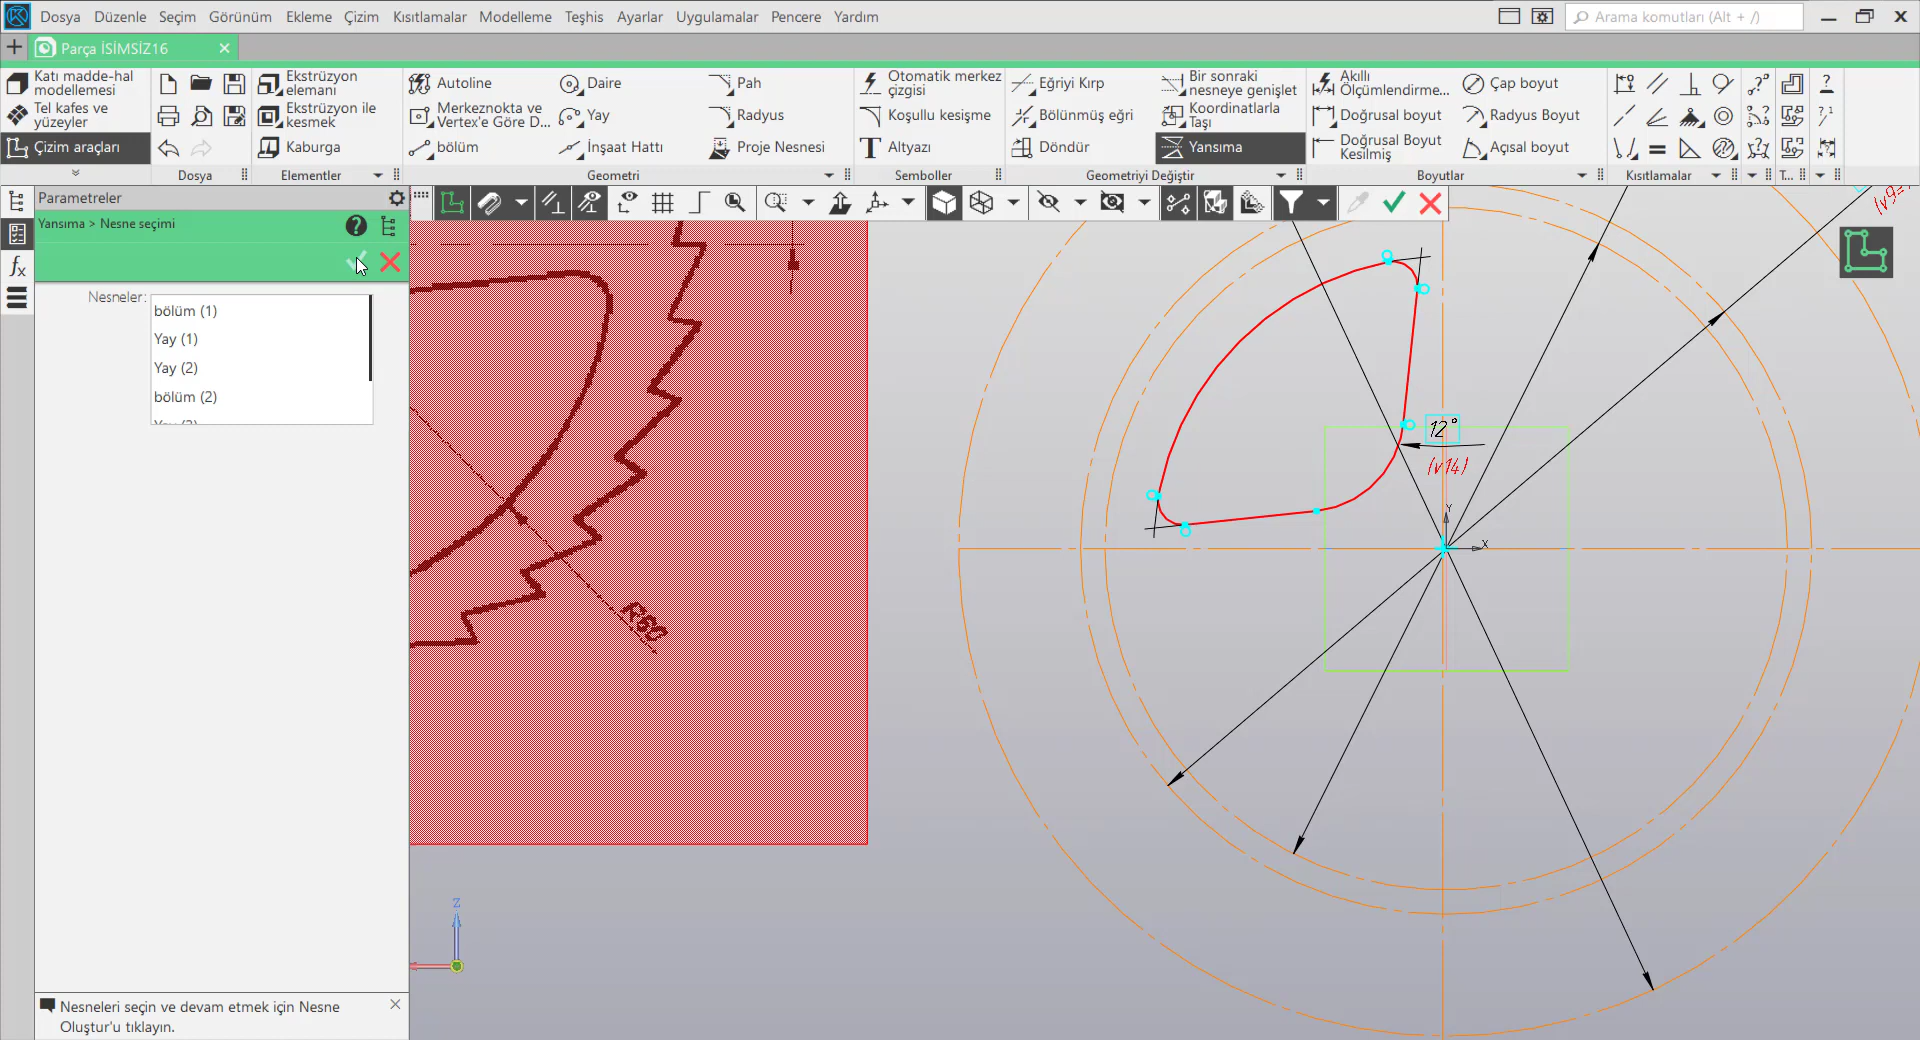 Dosya Düzenle Seçim Görünüm Ekleme Çizim Kısıtlamalar Modelleme Teşhis Ayarlar Uygulamalar Pencere Yardım
Arama komutları (Alt + /)
Parça İSİMSİZ16
Katı madde-hal
modellemesi
Tel kafes ve
yüzeyler
Çizim araçları
Dosya
Ekstrüzyon
elemanı
Ekstrüzyon ile
kesmek
Kaburga
Elementler
Autoline
Merkeznokta ve
Vertex'e Göre D...
bölüm
Daire
Yay
İnşaat Hattı
Pah
Radyus
Proje Nesnesi
Geometri
Otomatik merkez
çizgisi
Koşullu kesişme
Altyazı
Semboller
Eğriyi Kırp
Bölünmüş eğri
Döndür
Bir sonraki
nesneye genişlet
Koordinatlarla
Taşı
Yansıma
Geometriyi Değiştir
Akıllı
Ölçümlendirme...
Doğrusal boyut
Doğrusal Boyut
Kesilmiş
Çap boyut
Radyus Boyut
Açısal boyut
Boyutlar
Kısıtlamalar
T...
Parametreler
Yansıma > Nesne seçimi
Nesneler:
bölüm (1)
Yay (1)
Yay (2)
bölüm (2)
Yay (3)
R60
12°
(v14)
(v9=
Y
X
Z
Nesneleri seçin ve devam etmek için Nesne
Oluştur'u tıklayın.